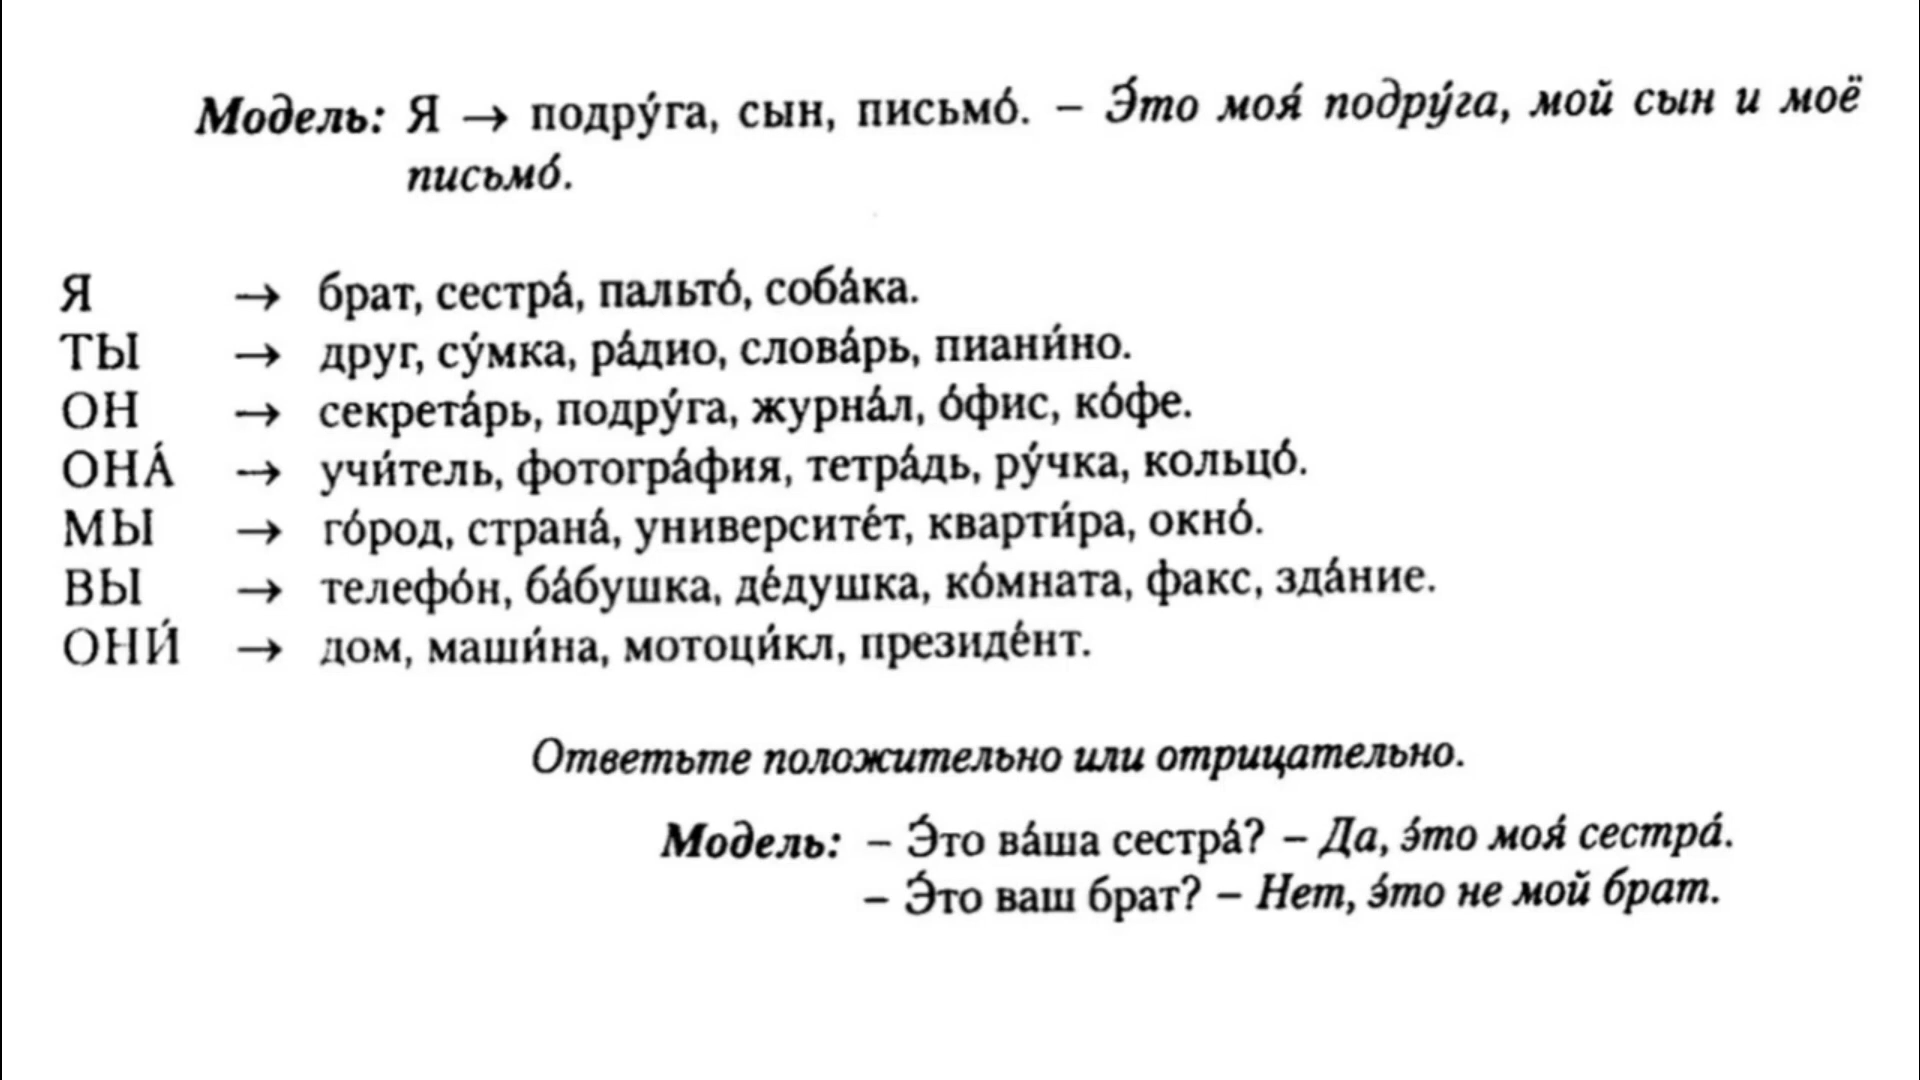 Модель: Я → подру́га, сын, письмо́. – Э́то моя́ подру́га, мой сын и моё
письмо́.
Я → брат, сестра́, пальто́, соба́ка.
ТЫ → друг, су́мка, ра́дио, слова́рь, пиани́но.
ОН → секрета́рь, подру́га, журна́л, о́фис, ко́фе.
ОНА́ → учи́тель, фотогра́фия, тетра́дь, ру́чка, кольцо́.
МЫ → го́род, страна́, университе́т, кварти́ра, окно́.
ВЫ → телефо́н, ба́бушка, де́душка, ко́мната, факс, зда́ние.
ОНИ́ → дом, маши́на, мотоци́кл, президе́нт.
Ответьте положительно или отрицательно.
Модель: – Э́то ва́ша сестра́? – Да, э́то моя́ сестра́.
– Э́то ваш брат? – Нет, э́то не мой брат.